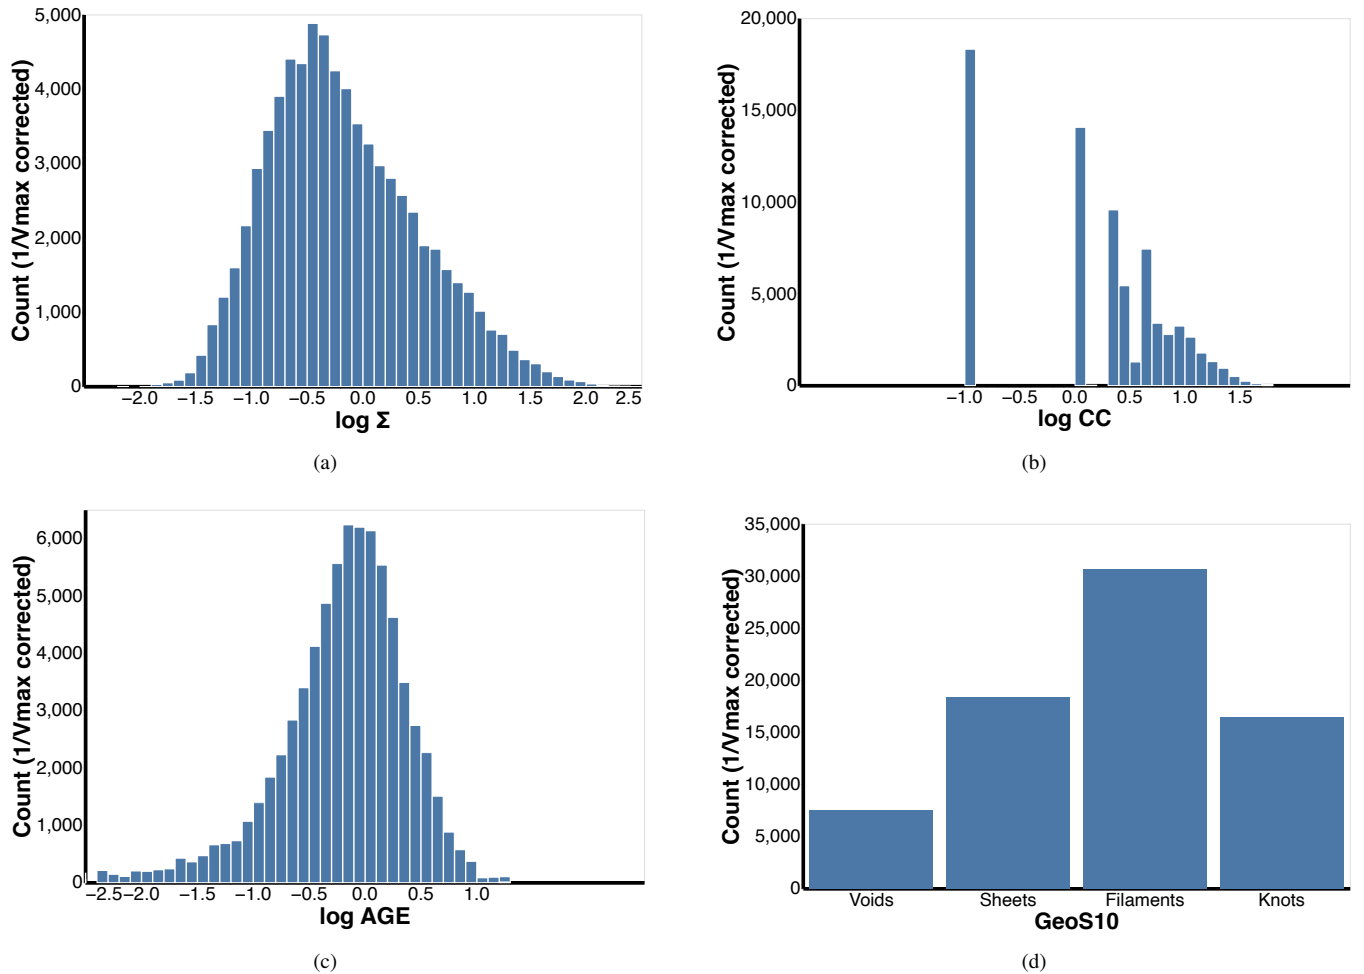 5,000
4,000
3,000
2,000
1,000
0
Count (1/Vmax corrected)
−2.0 −1.5 −1.0 −0.5 0.0 0.5 1.0 1.5 2.0 2.5
log Σ
(a)
20,000
15,000
10,000
5,000
0
Count (1/Vmax corrected)
−1.0 −0.5 0.0 0.5 1.0 1.5
log CC
(b)
6,000
5,000
4,000
3,000
2,000
1,000
0
Count (1/Vmax corrected)
−2.5 −2.0 −1.5 −1.0 −0.5 0.0 0.5 1.0
log AGE
(c)
35,000
30,000
25,000
20,000
15,000
10,000
5,000
0
Count (1/Vmax corrected)
Voids Sheets Filaments Knots
GeoS10
(d)